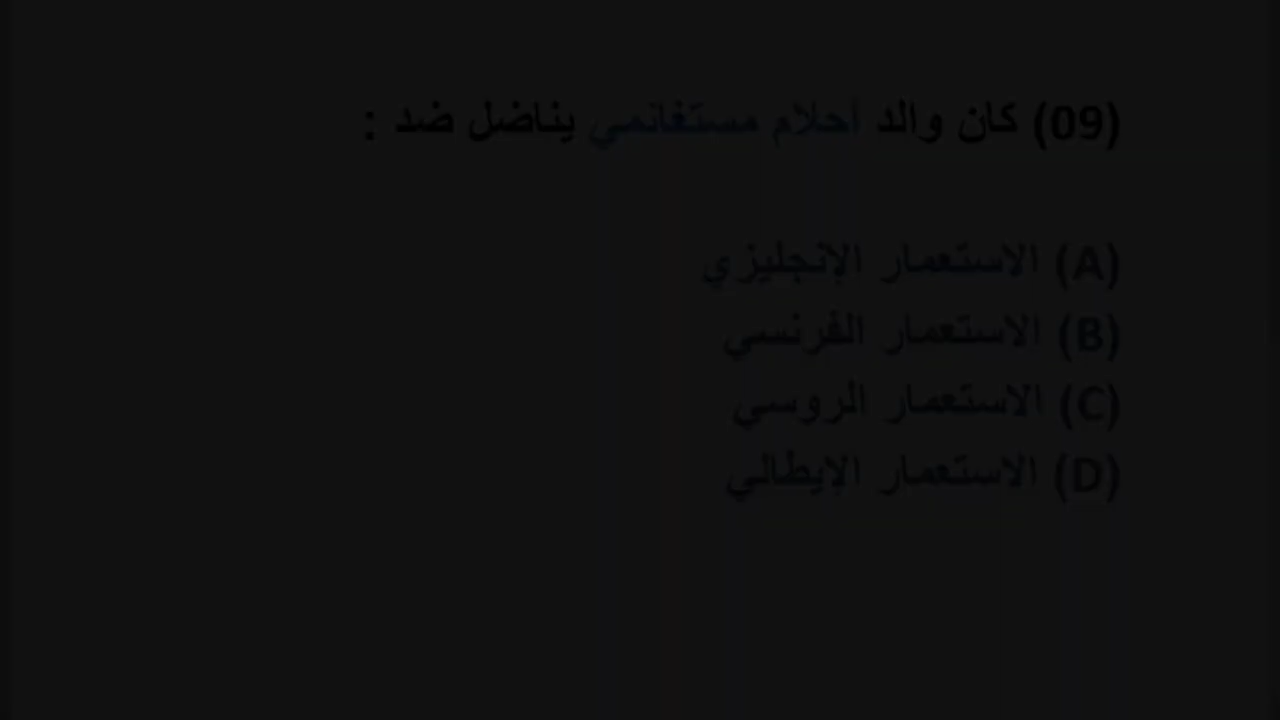 (09) كان والد أحلام مستغانمي يناضل ضد :
(A) الاستعمار الإنجليزي
(B) الاستعمار الفرنسي
(C) الاستعمار الروسي
(D) الاستعمار الإيطالي